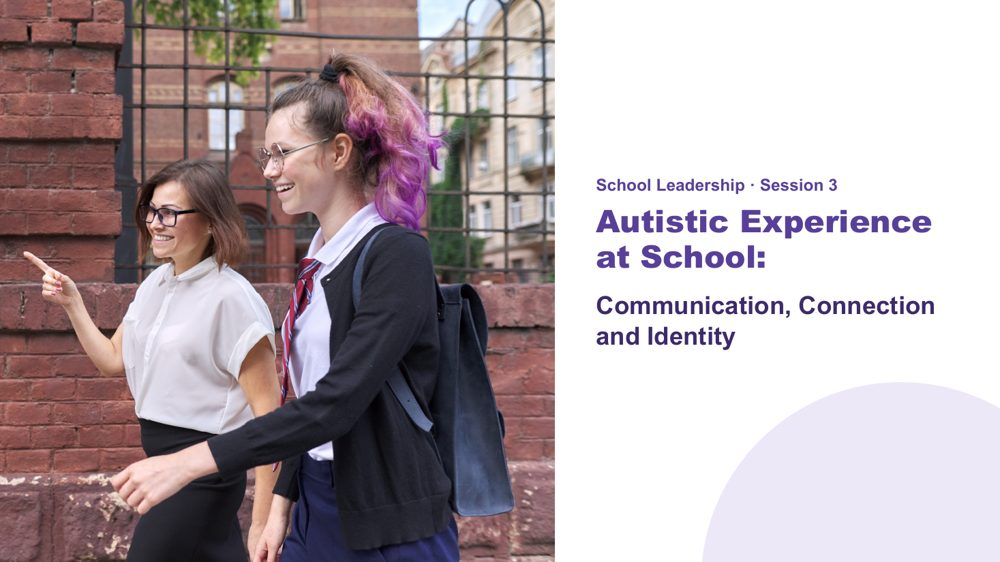 School Leadership · Session 3
Autistic Experience
at School:
Communication, Connection
and Identity